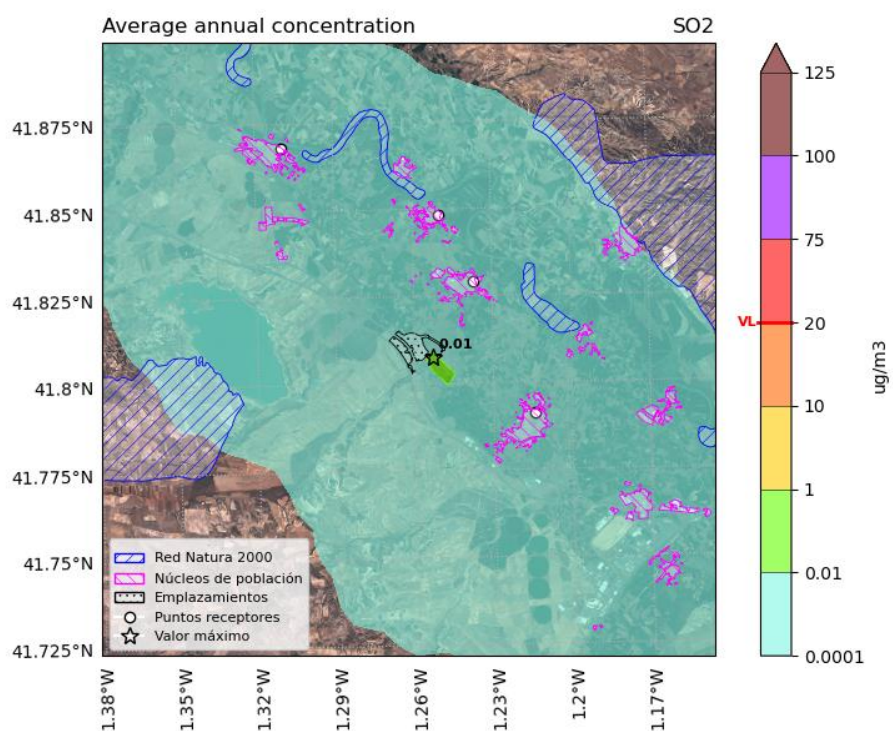 Average annual concentration SO2
41.875°N
41.85°N
41.825°N
41.8°N
41.775°N
41.75°N
41.725°N
0.01
Red Natura 2000
Núcleos de población
Emplazamientos
Puntos receptores
Valor máximo
1.38°W 1.35°W 1.32°W 1.29°W 1.26°W 1.23°W 1.2°W 1.17°W
125
100
75
VL 20
10
1
0.01
0.0001
ug/m3